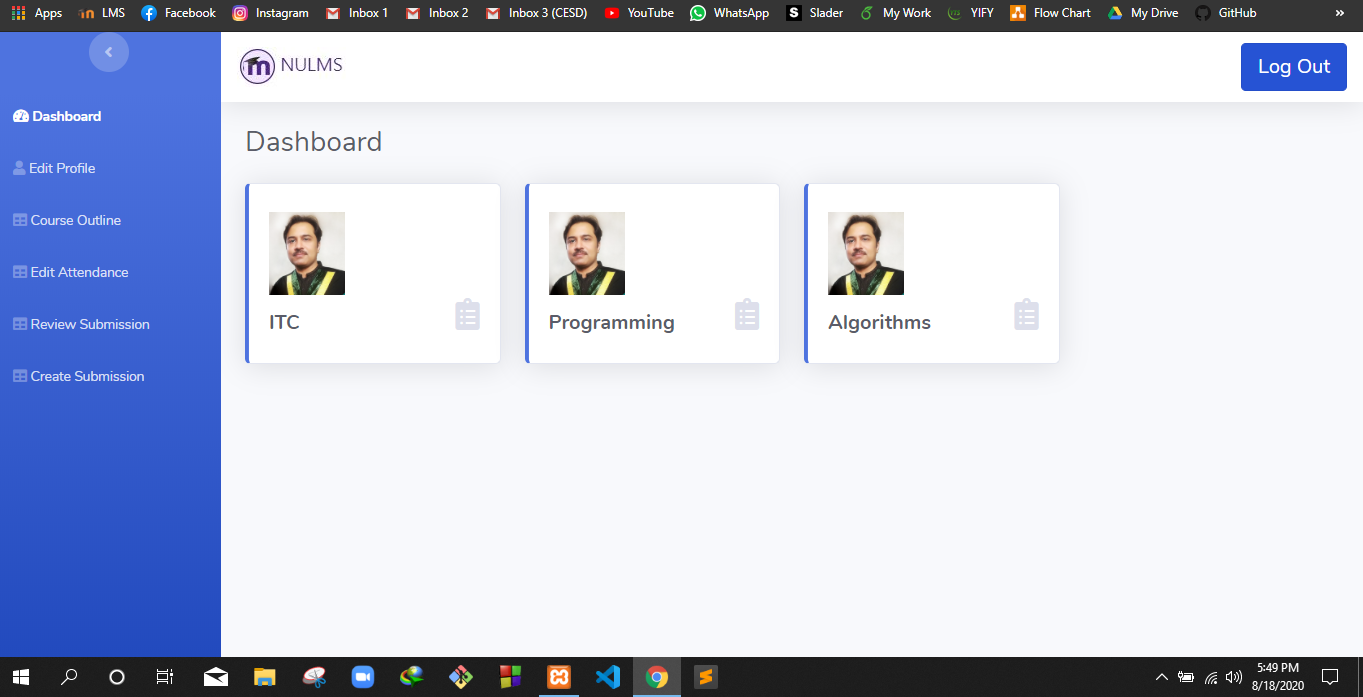 Apps LMS Facebook Instagram Inbox 1 Inbox 2 Inbox 3 (CESD) YouTube WhatsApp S Slader My Work YIFY Flow Chart My Drive GitHub »
m NULMS
Log Out
Dashboard
Edit Profile
Course Outline
Edit Attendance
Review Submission
Create Submission
Dashboard
ITC
Programming
Algorithms
5:49 PM
8/18/2020